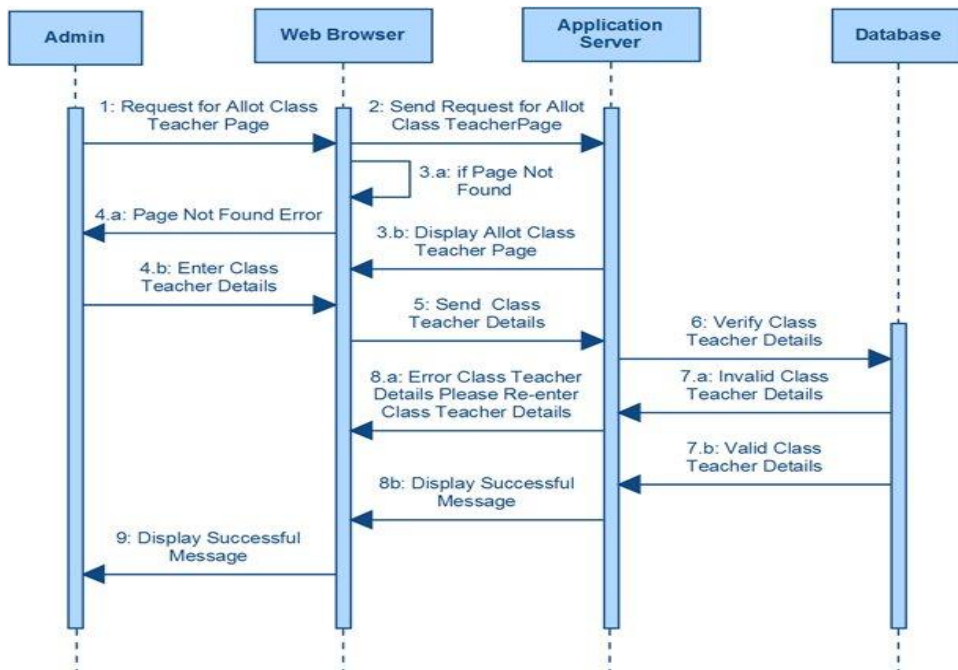 Admin
Web Browser
Application
Server
Database
1: Request for Allot Class
Teacher Page
2: Send Request for Allot
Class TeacherPage
3.a: if Page Not
Found
4.a: Page Not Found Error
3.b: Display Allot Class
Teacher Page
4.b: Enter Class
Teacher Details
5: Send Class
Teacher Details
6: Verify Class
Teacher Details
7.a: Invalid Class
Teacher Details
8.a: Error Class Teacher
Details Please Re-enter
Class Teacher Details
7.b: Valid Class
Teacher Details
8b: Display Successful
Message
9: Display Successful
Message